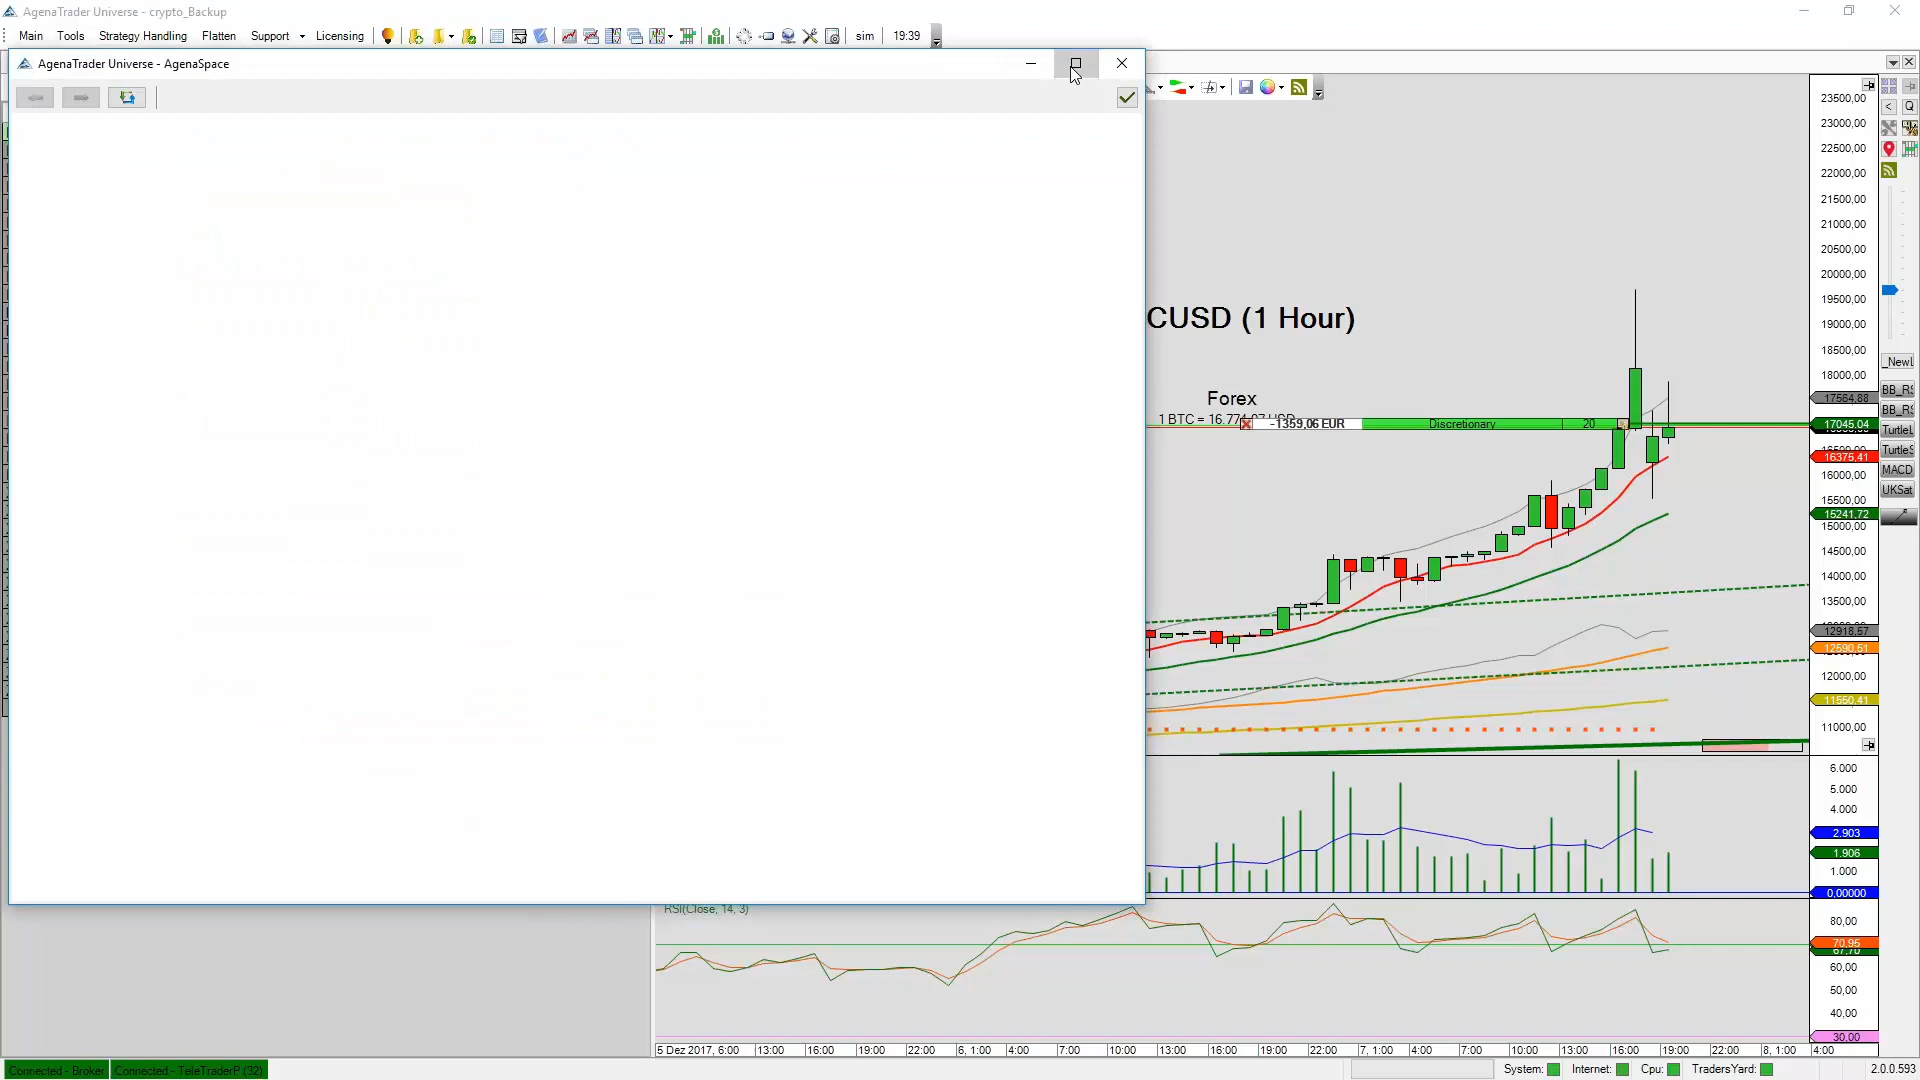 AgenaTrader Universe - crypto_Backup
Main Tools Strategy Handling Flatten Support Licensing sim 19:39
AgenaTrader Universe - AgenaSpace
CUSD (1 Hour)
Forex
1 BTC = 16.774,07 USD
-1359,06 EUR Discretionary 20
23500,00
23000,00
22500,00
22000,00
21500,00
21000,00
20500,00
20000,00
19500,00
19000,00
18500,00
18000,00
17564,88
17045,04
16375,41
16000,00
15500,00
15241,72
15000,00
14500,00
14000,00
13500,00
12918,57
12590,51
12000,00
11550,41
11000,00
< Q
_NewL
BB_RS
BB_RS
TurtleL
TurtleS
MACD
UKSat
6.000
5.000
4.000
2.903
1.906
1.000
0,00000
RSI(Close, 14, 3)
80,00
70,95
67,70
60,00
50,00
40,00
30,00
5 Dez 2017, 6:00 13:00 16:00 19:00 22:00 6, 1:00 4:00 7:00 10:00 13:00 16:00 19:00 22:00 7, 1:00 4:00 7:00 10:00 13:00 16:00 19:00 22:00 8, 1:00 4:00
Connected - Broker Connected - TeleTraderP (32) System: Internet: Cpu: TradersYard: 2.0.0.593